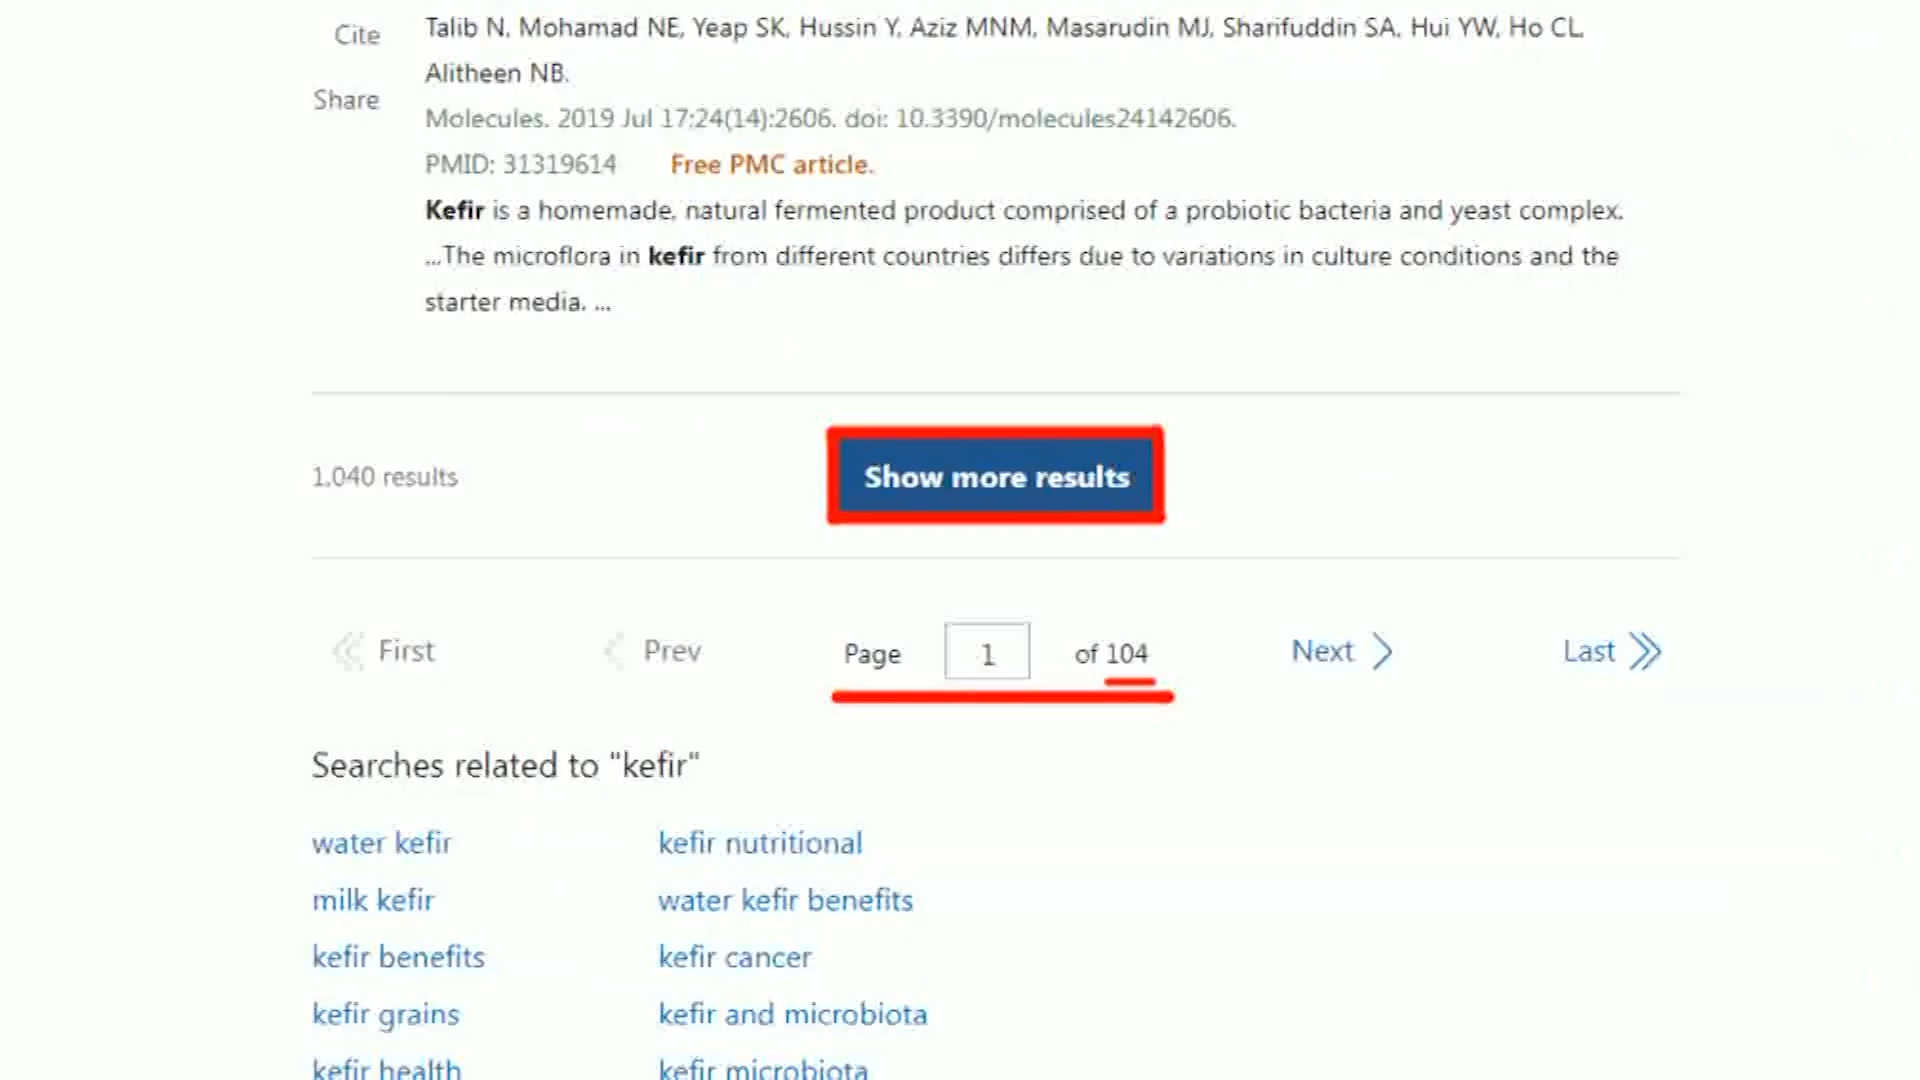 Cite
Talib N, Mohamad NE, Yeap SK, Hussin Y, Aziz MNM, Masarudin MJ, Sharifuddin SA, Hui YW, Ho CL,
Alitheen NB.
Share
Molecules. 2019 Jul 17;24(14):2606. doi: 10.3390/molecules24142606.
PMID: 31319614 Free PMC article.
Kefir is a homemade, natural fermented product comprised of a probiotic bacteria and yeast complex.
...The microflora in kefir from different countries differs due to variations in culture conditions and the
starter media. ...
1,040 results
Show more results
First Prev Page 1 of 104 Next Last
Searches related to "kefir"
water kefir kefir nutritional
milk kefir water kefir benefits
kefir benefits kefir cancer
kefir grains kefir and microbiota
kefir health kefir microbiota